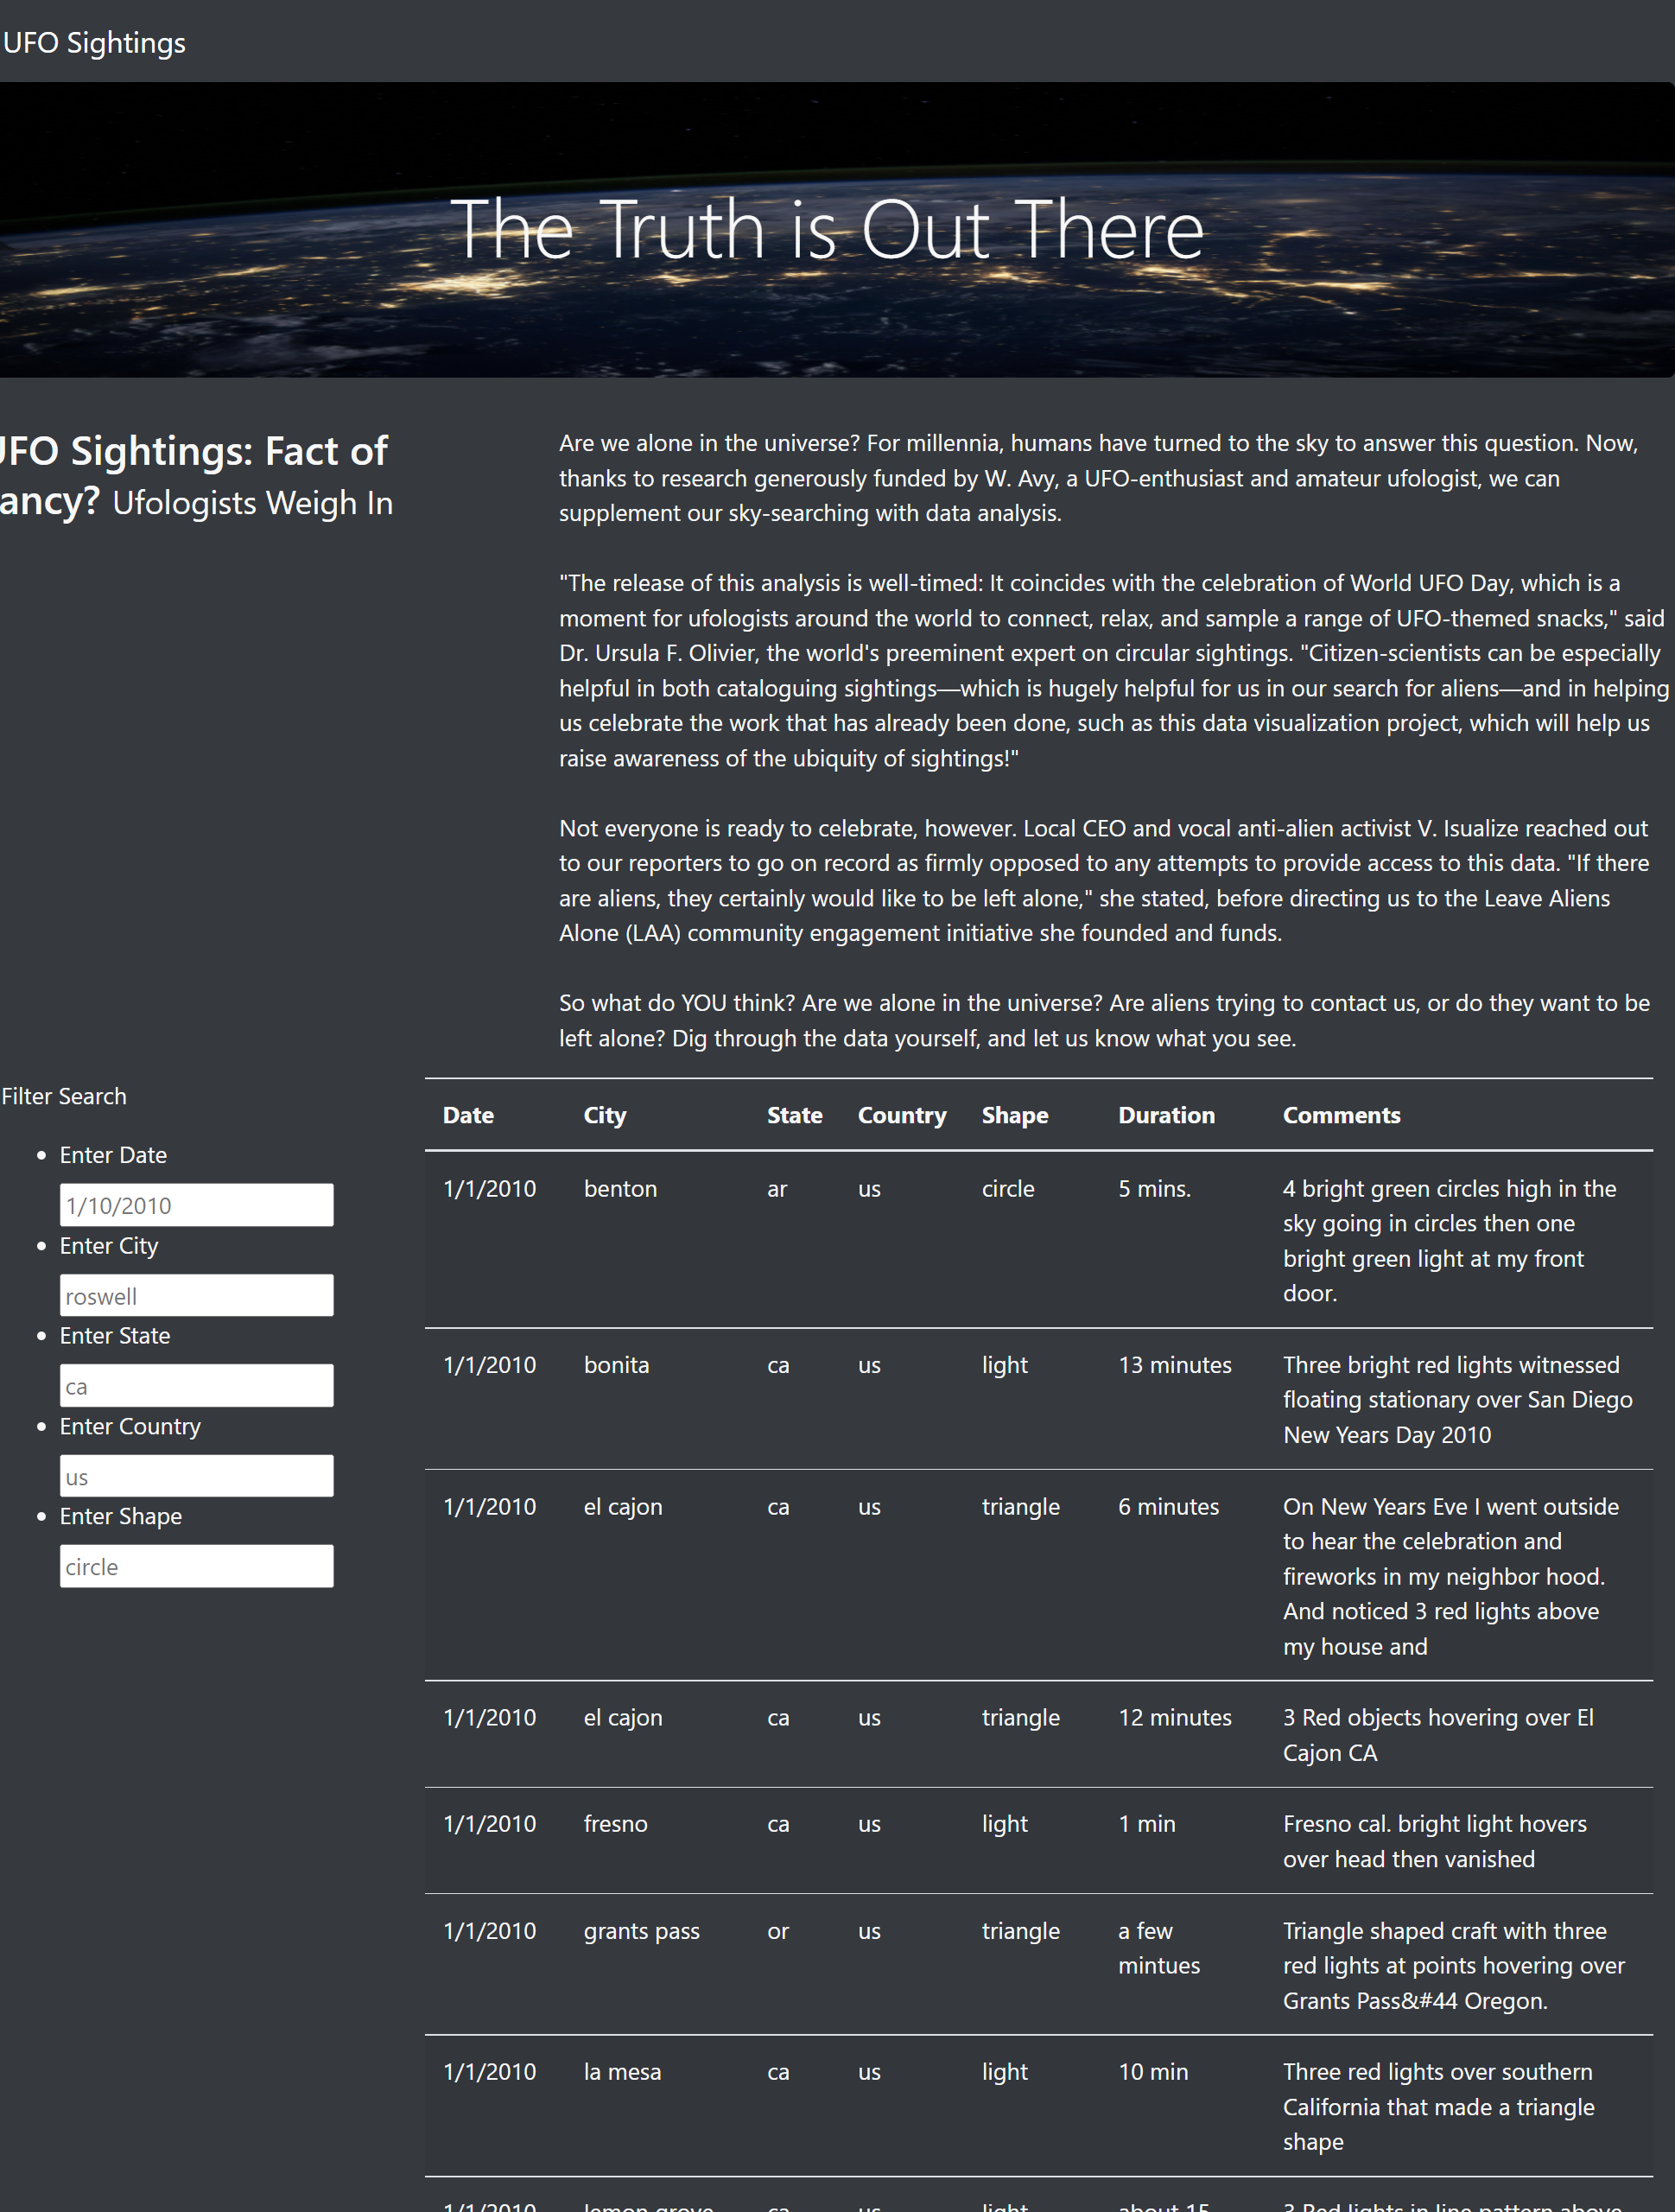 UFO Sightings
The Truth is Out There
UFO Sightings: Fact of
ancy? Ufologists Weigh In
Are we alone in the universe? For millennia, humans have turned to the sky to answer this question. Now,
thanks to research generously funded by W. Avy, a UFO-enthusiast and amateur ufologist, we can
supplement our sky-searching with data analysis.
"The release of this analysis is well-timed: It coincides with the celebration of World UFO Day, which is a
moment for ufologists around the world to connect, relax, and sample a range of UFO-themed snacks," said
Dr. Ursula F. Olivier, the world's preeminent expert on circular sightings. "Citizen-scientists can be especially
helpful in both cataloguing sightings—which is hugely helpful for us in our search for aliens—and in helping
us celebrate the work that has already been done, such as this data visualization project, which will help us
raise awareness of the ubiquity of sightings!"
Not everyone is ready to celebrate, however. Local CEO and vocal anti-alien activist V. Isualize reached out
to our reporters to go on record as firmly opposed to any attempts to provide access to this data. "If there
are aliens, they certainly would like to be left alone," she stated, before directing us to the Leave Aliens
Alone (LAA) community engagement initiative she founded and funds.
So what do YOU think? Are we alone in the universe? Are aliens trying to contact us, or do they want to be
left alone? Dig through the data yourself, and let us know what you see.
Filter Search
Enter Date
1/10/2010
Enter City
roswell
Enter State
ca
Enter Country
us
Enter Shape
circle
Date City State Country Shape Duration Comments
1/1/2010 benton ar us circle 5 mins. 4 bright green circles high in the
sky going in circles then one
bright green light at my front
door.
1/1/2010 bonita ca us light 13 minutes Three bright red lights witnessed
floating stationary over San Diego
New Years Day 2010
1/1/2010 el cajon ca us triangle 6 minutes On New Years Eve I went outside
to hear the celebration and
fireworks in my neighbor hood.
And noticed 3 red lights above
my house and
1/1/2010 el cajon ca us triangle 12 minutes 3 Red objects hovering over El
Cajon CA
1/1/2010 fresno ca us light 1 min Fresno cal. bright light hovers
over head then vanished
1/1/2010 grants pass or us triangle a few Triangle shaped craft with three
mintues red lights at points hovering over
Grants Pass&#44 Oregon.
1/1/2010 la mesa ca us light 10 min Three red lights over southern
California that made a triangle
shape
1/1/2010 lemon grove ca us light about 15 3 Red lights in line pattern above